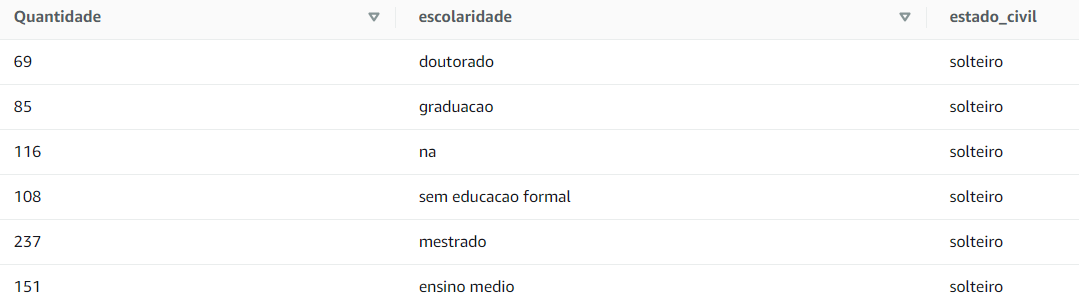 Quantidade escolaridade estado_civil
69 doutorado solteiro
85 graduacao solteiro
116 na solteiro
108 sem educacao formal solteiro
237 mestrado solteiro
151 ensino medio solteiro